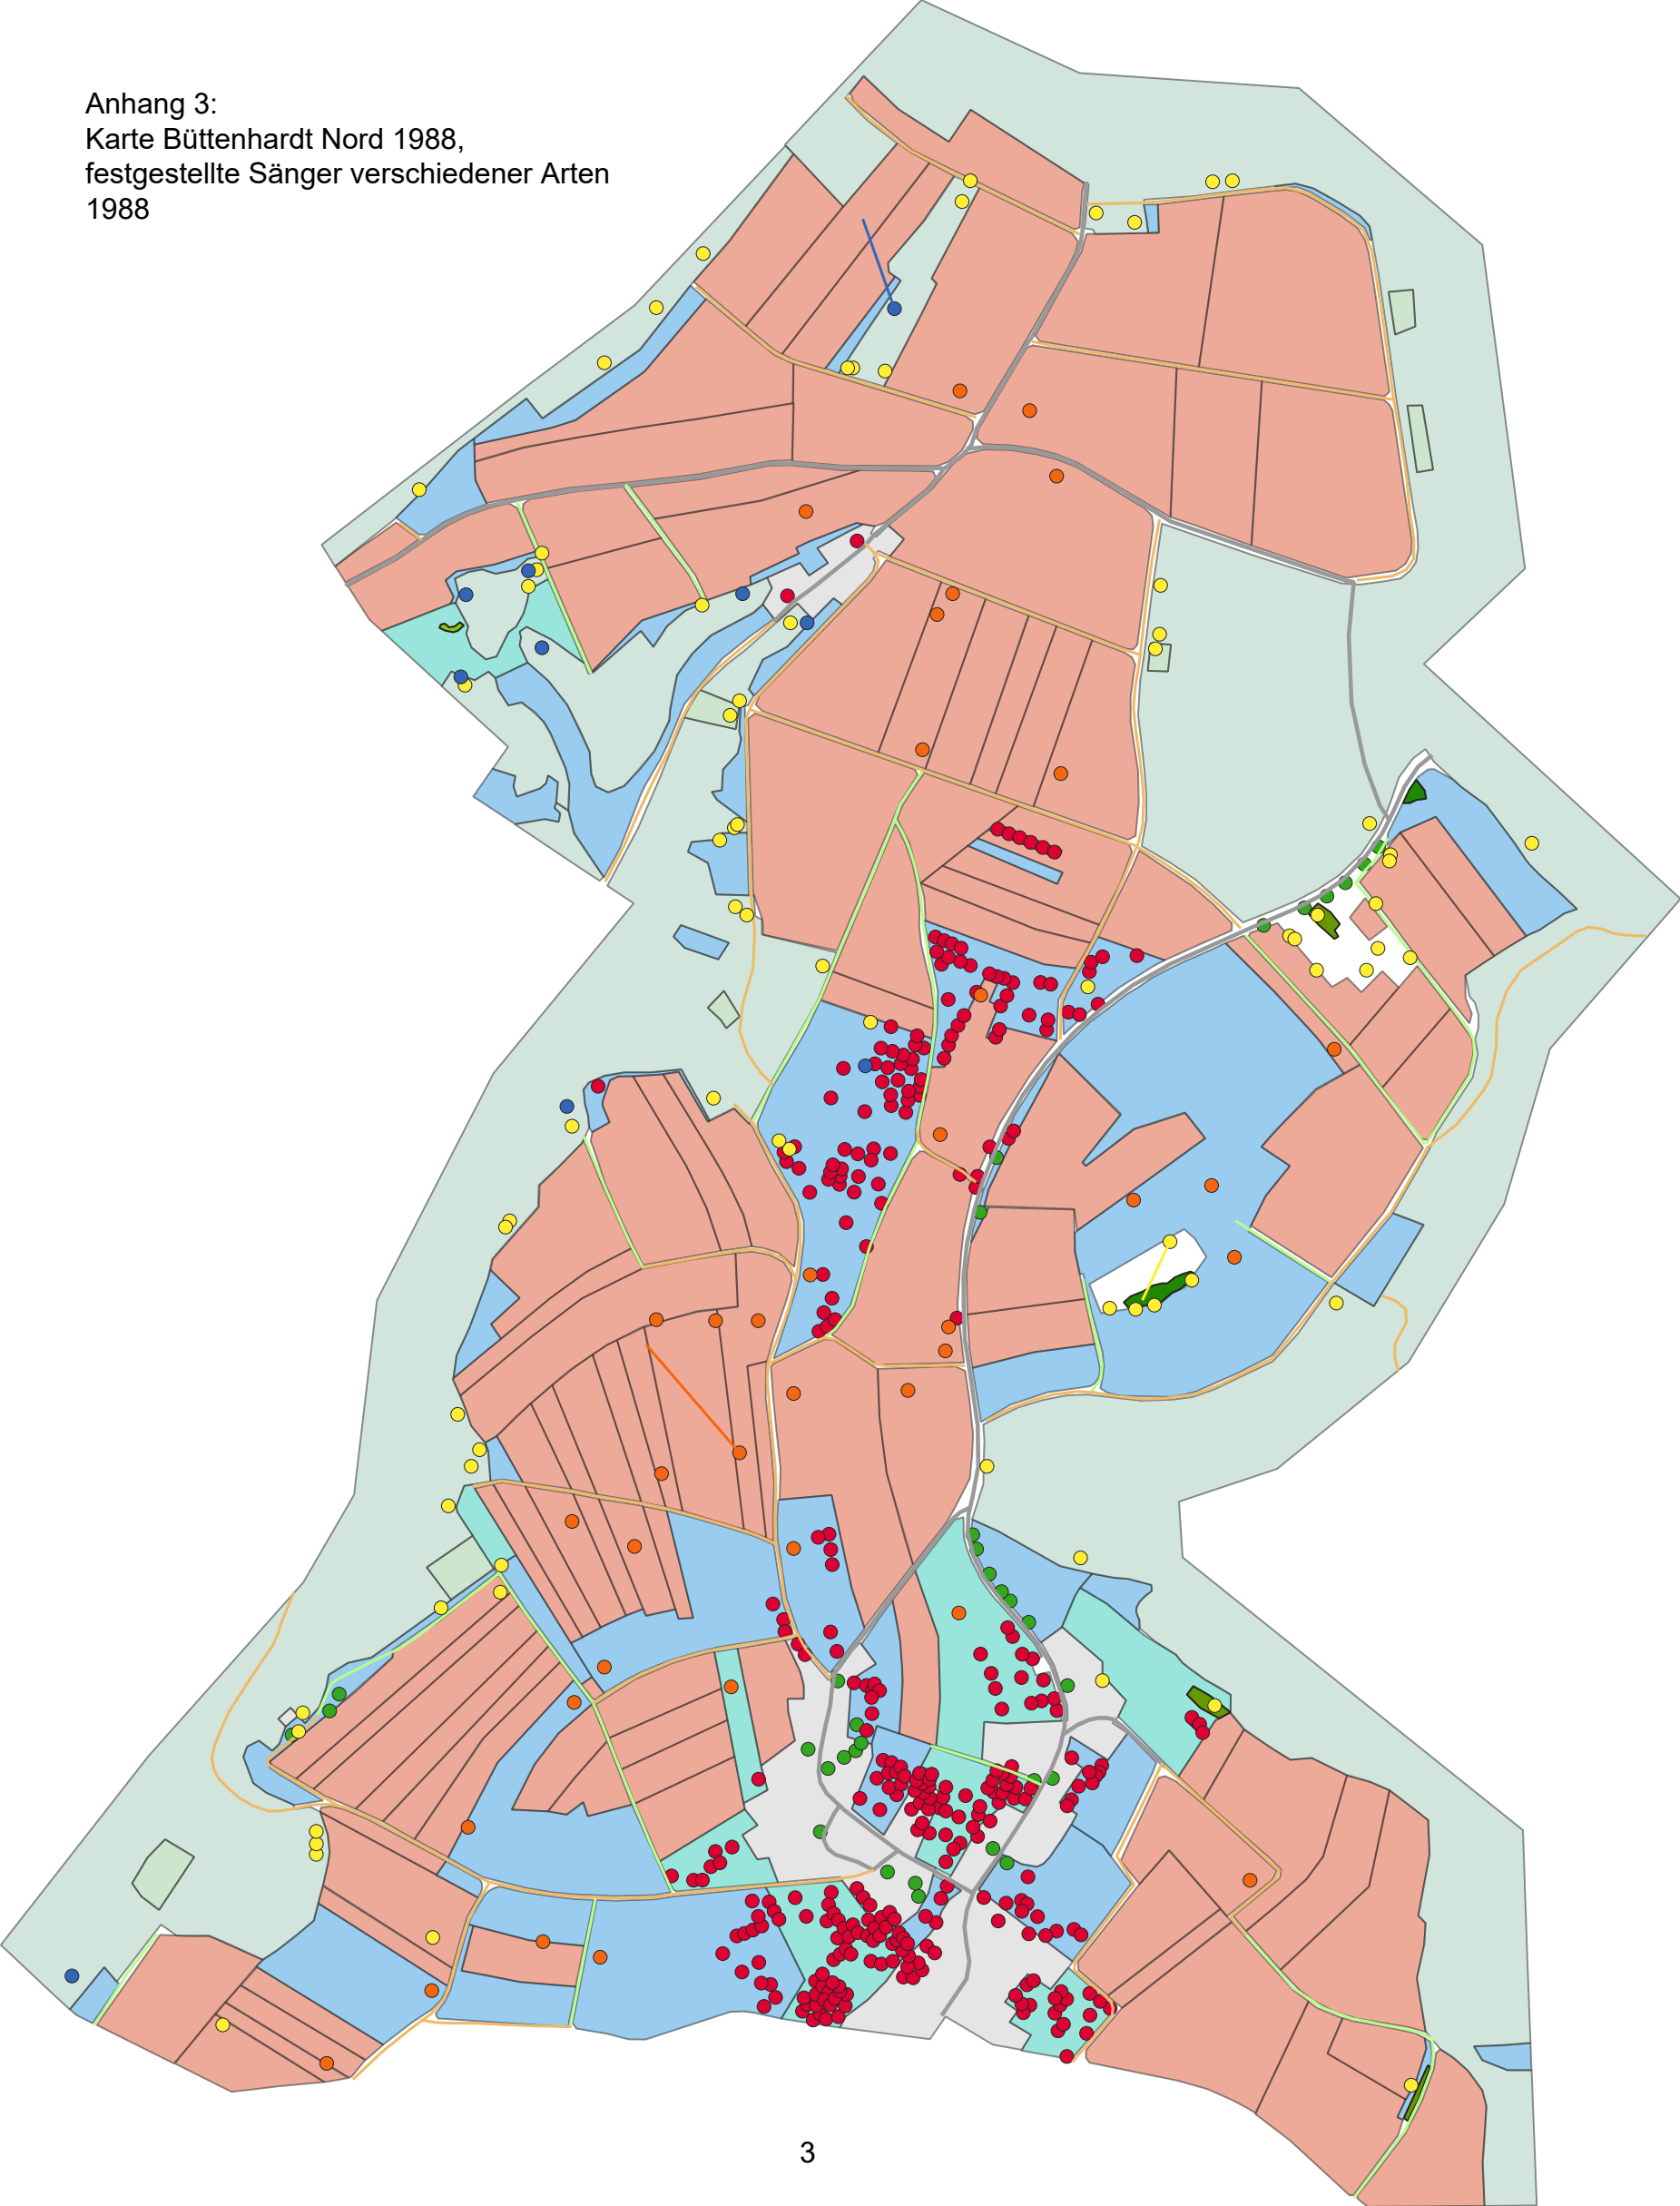 Anhang 3:
Karte Büttenhardt Nord 1988,
festgestellte Sänger verschiedener Arten
1988
3